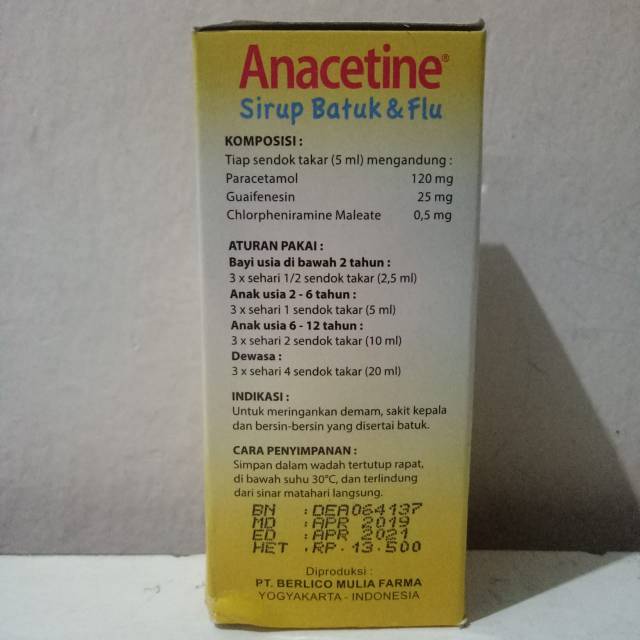 Anacetine®
Sirup Batuk & Flu
KOMPOSISI :
Tiap sendok takar (5 ml) mengandung :
Paracetamol 120 mg
Guaifenesin 25 mg
Chlorpheniramine Maleate 0,5 mg
ATURAN PAKAI :
Bayi usia di bawah 2 tahun :
3 x sehari 1/2 sendok takar (2,5 ml)
Anak usia 2 - 6 tahun :
3 x sehari 1 sendok takar (5 ml)
Anak usia 6 - 12 tahun :
3 x sehari 2 sendok takar (10 ml)
Dewasa :
3 x sehari 4 sendok takar (20 ml)
INDIKASI :
Untuk meringankan demam, sakit kepala
dan bersin-bersin yang disertai batuk.
CARA PENYIMPANAN :
Simpan dalam wadah tertutup rapat,
di bawah suhu 30°C, dan terlindung
dari sinar matahari langsung.
BN : DEA064137
MD : APR 2019
ED : APR 2021
HET : RP. 13.500
Diproduksi :
PT. BERLICO MULIA FARMA
YOGYAKARTA - INDONESIA